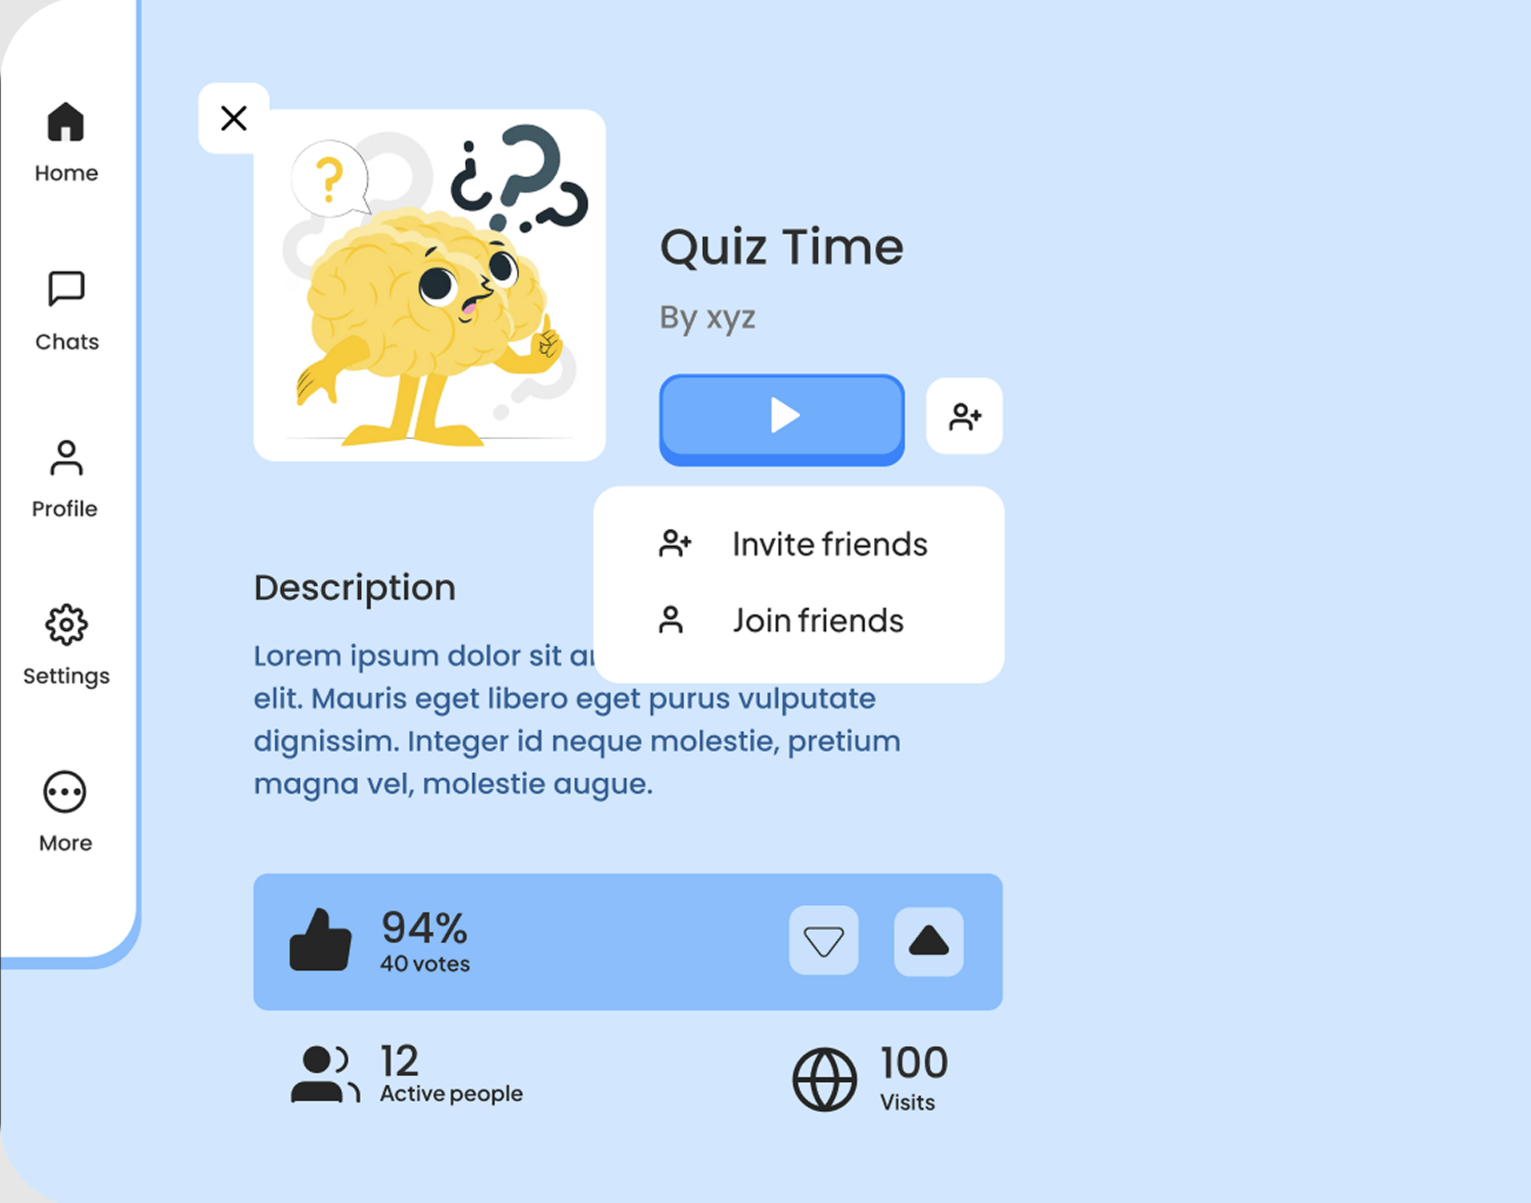 Home
Chats
Profile
Settings
More
?
???
Quiz Time
By xyz
Invite friends
Join friends
Description
Lorem ipsum dolor sit
elit. Mauris eget libero eget purus vulputate
dignissim. Integer id neque molestie, pretium
magna vel, molestie augue.
94%
40 votes
12
Active people
100
Visits